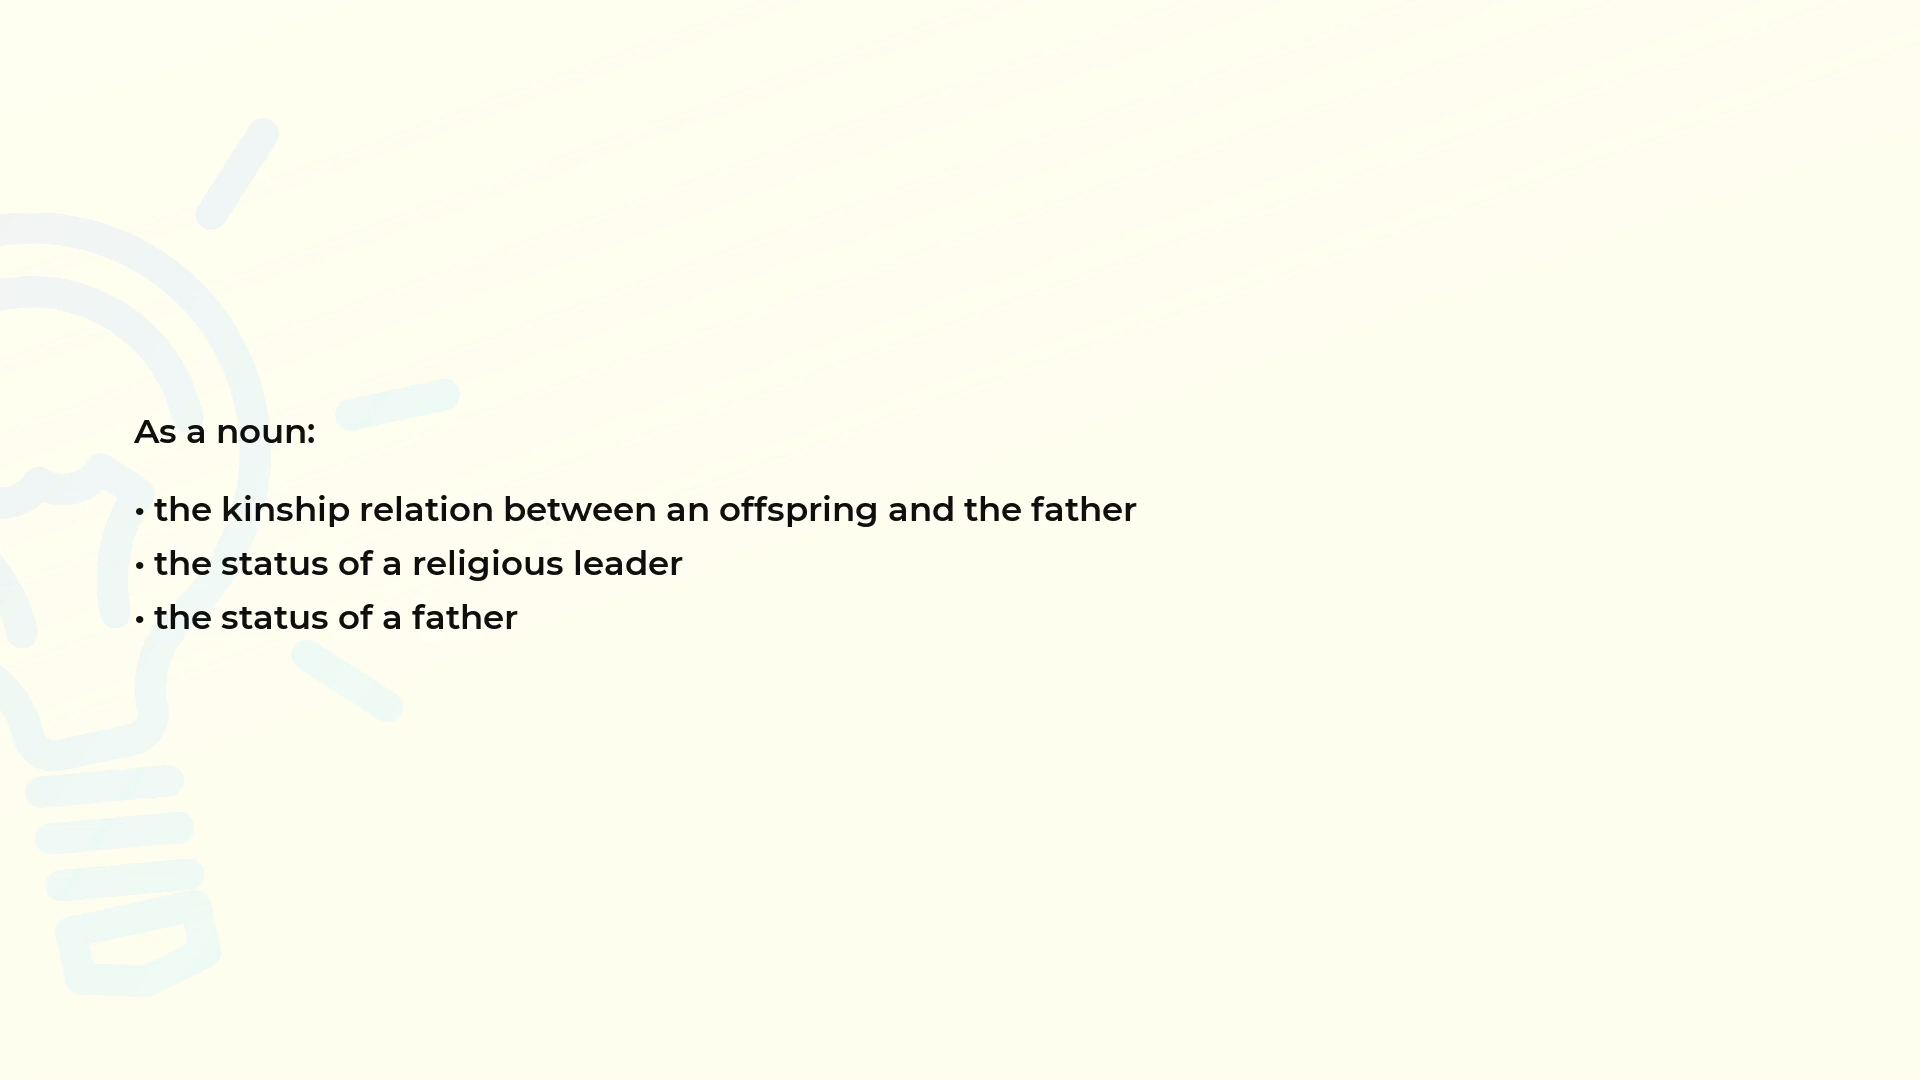 As a noun:
• the kinship relation between an offspring and the father
• the status of a religious leader
• the status of a father